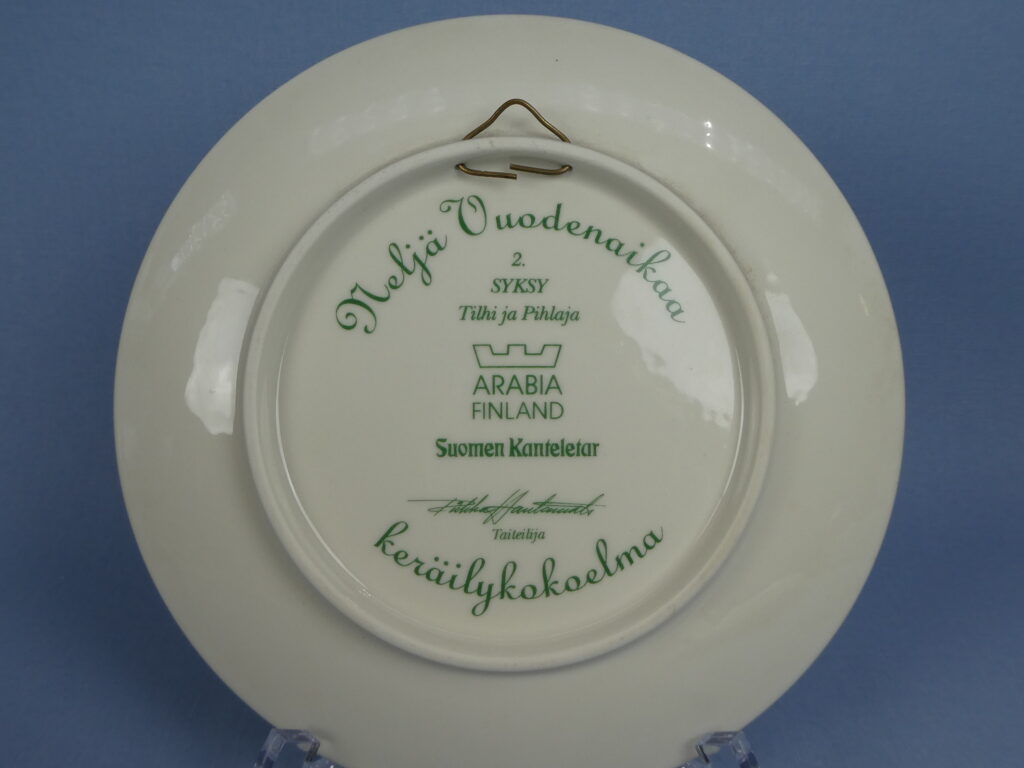 Neljä Vuodenaikaa
2.
SYKSY
Tilhi ja Pihlaja
ARABIA
FINLAND
Suomen Kanteletar
Taiteilija
keräilykokoelma